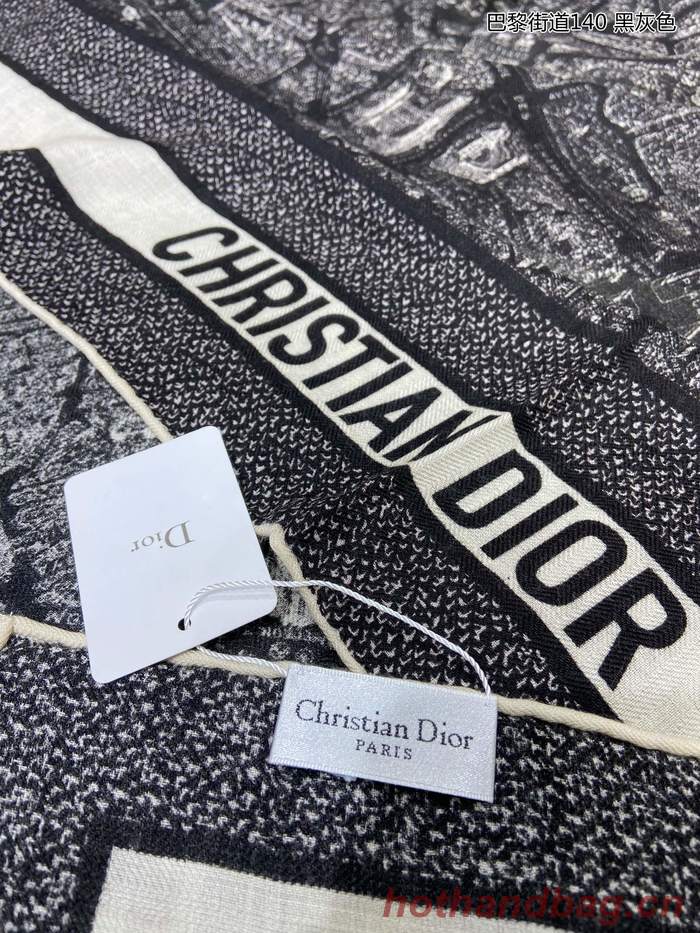 巴黎街道140 黑灰色
CHRISTIAN DIOR
Dior
Christian Dior
PARIS
hothandbag.cn